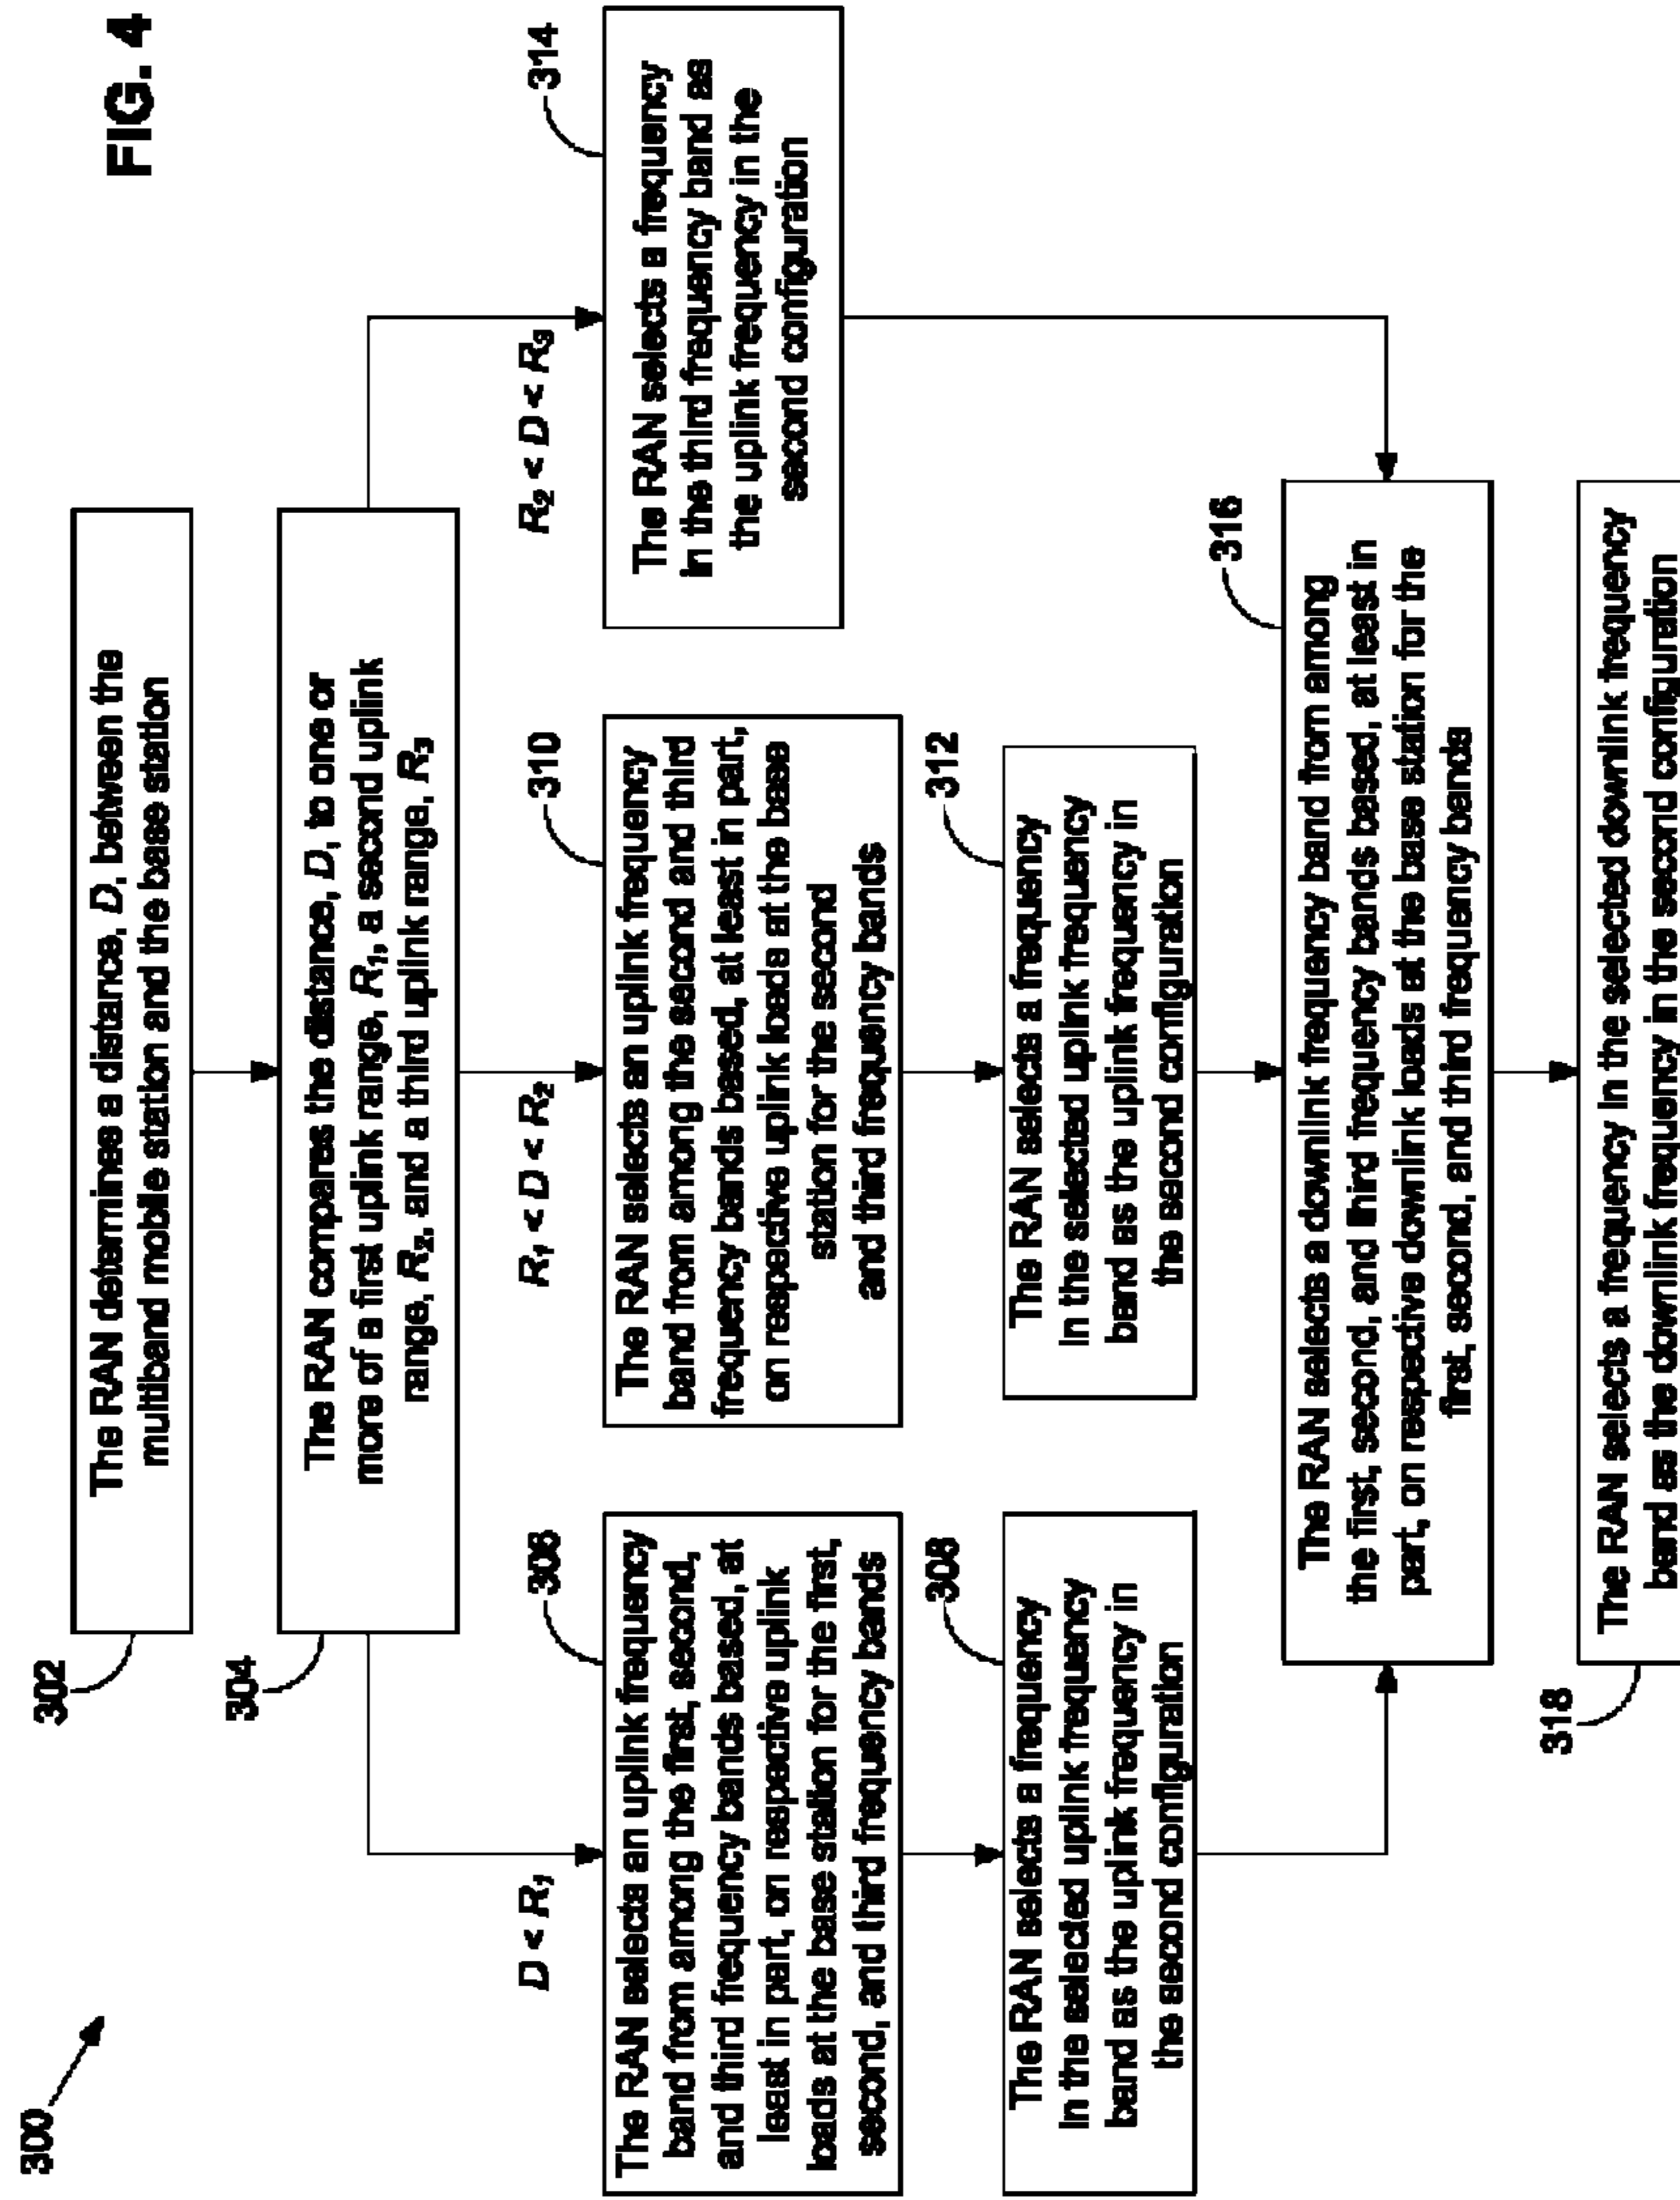 FIG. 4
300
302
The RAN determines a distance, D, between the
multiband mobile station and the base station
304
The RAN compares the distance, D, to one or
more of a first uplink range, R1, a second uplink
range, R2, and a third uplink range, R3
D < R1
R1 < D < R2
R2 < D < R3
306
The RAN selects an uplink frequency
band from among the first, second,
and third frequency bands based, at
least in part, on respective uplink
loads at the base station for the first,
second, and third frequency bands
310
The RAN selects an uplink frequency
band from among the second and third
frequency bands based, at least in part,
on respective uplink loads at the base
station for the second
and third frequency bands
314
The RAN selects a frequency
in the third frequency band as
the uplink frequency in the
second configuration
308
The RAN selects a frequency
in the selected uplink frequency
band as the uplink frequency in
the second configuration
312
The RAN selects a frequency
in the selected uplink frequency
band as the uplink frequency in
the second configuration
316
The RAN selects a downlink frequency band from among
the first, second, and third frequency bands based, at least in
part, on respective downlink loads at the base station for the
first, second, and third frequency bands
318
The RAN selects a frequency in the selected downlink frequency
band as the downlink frequency in the second configuration